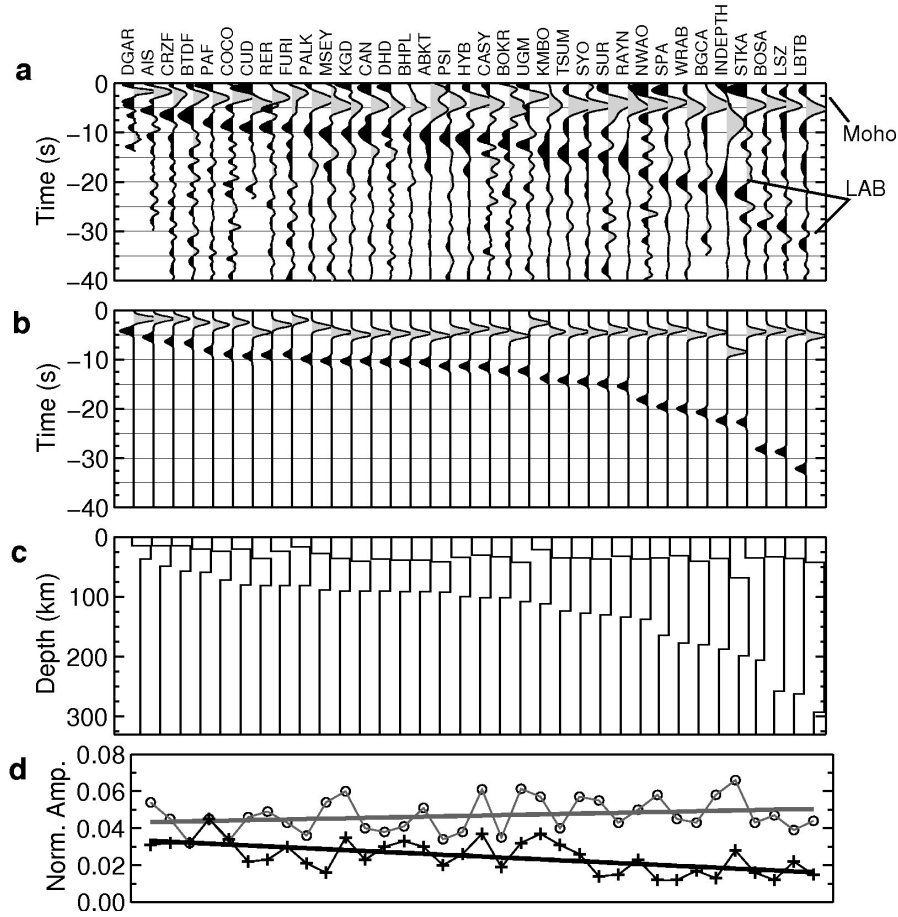 DGAR
AIS
CRZF
BTDF
PAF
COCO
CUD
RER
FURI
PALK
MSEY
KGD
CAN
DHD
BHPL
ABKT
PSI
HYB
CASY
BOKR
UGM
KMBO
TSUM
SYO
SUR
RAYN
NWAO
SPA
WRAB
BGCA
INDEPTH
STKA
BOSA
LSZ
LBTB
a
0
−10
−20
−30
−40
Time (s)
Moho
LAB
b
0
−10
−20
−30
−40
Time (s)
c
0
100
200
300
Depth (km)
d
0.08
0.06
0.04
0.02
0.00
Norm. Amp.